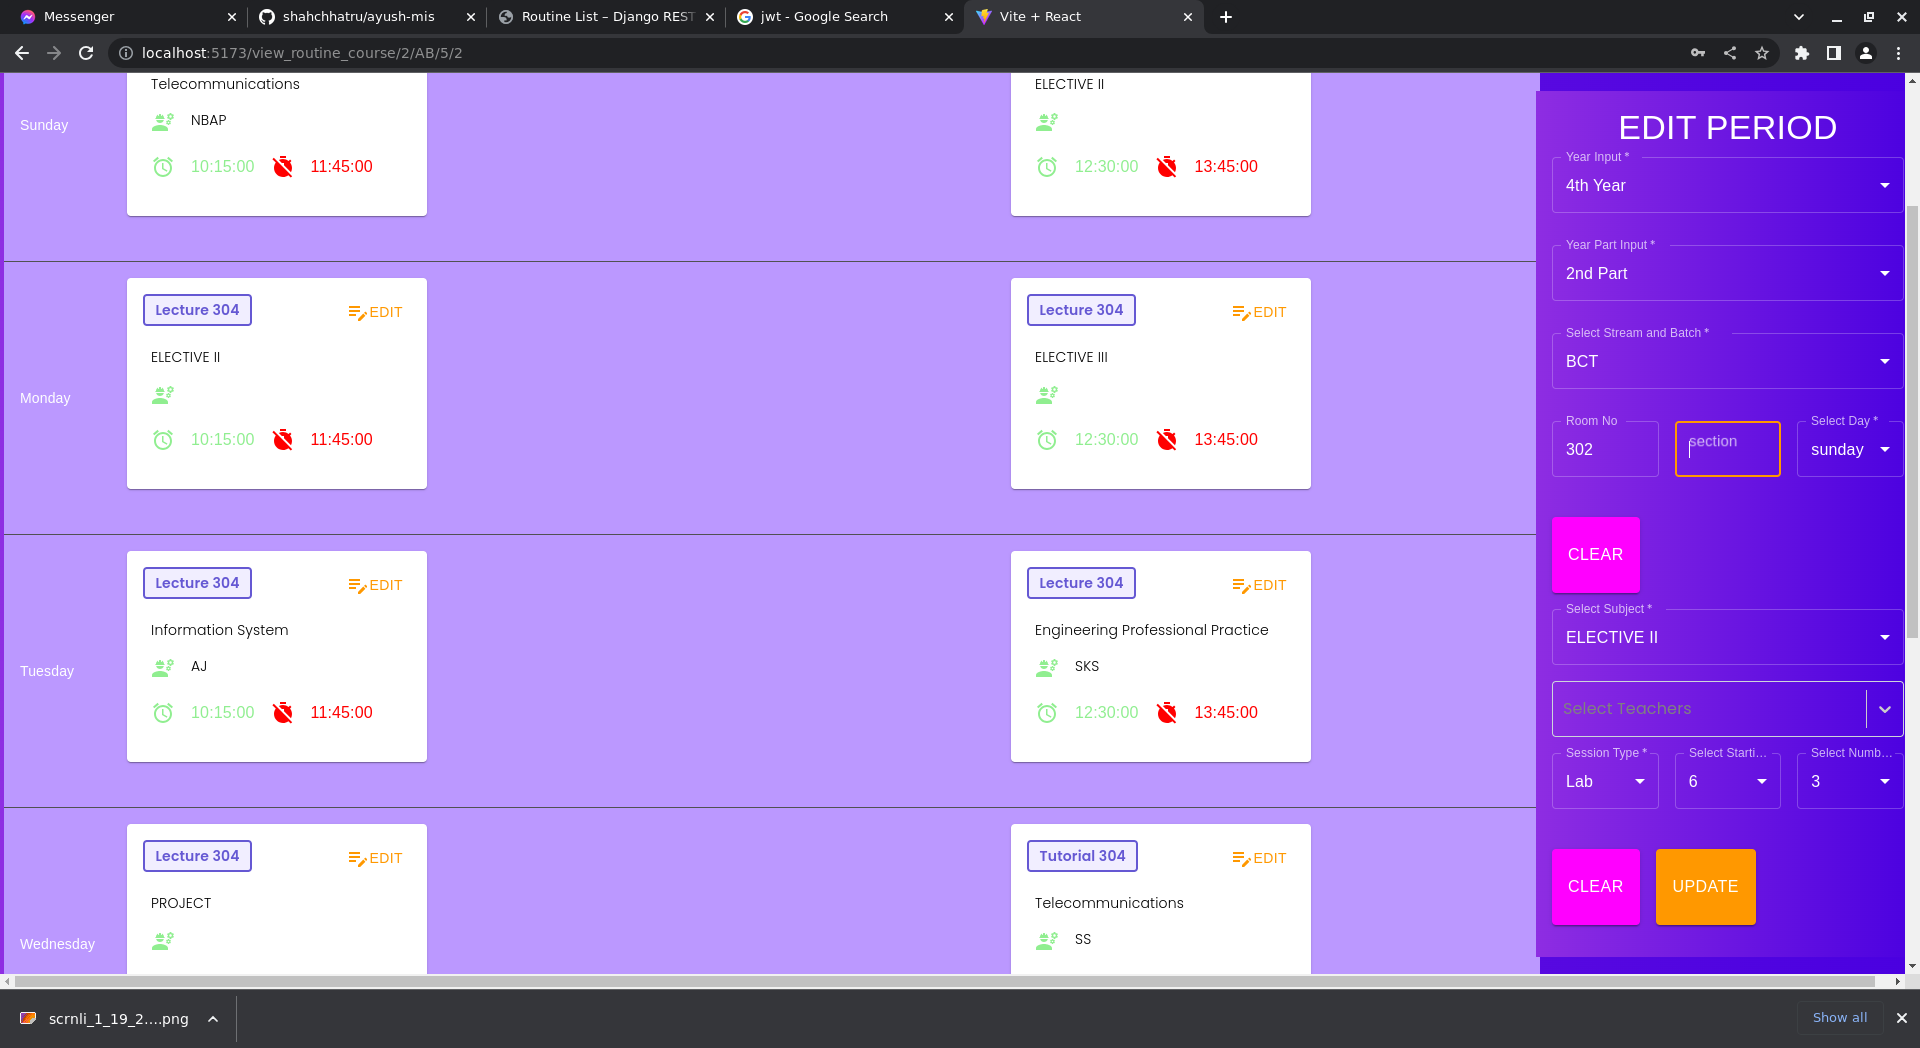 Messenger
shahchhatru/ayush-mis
Routine List – Django REST
jwt - Google Search
Vite + React
localhost:5173/view_routine_course/2/AB/5/2
Sunday
Telecommunications
NBAP
10:15:00 11:45:00
ELECTIVE II
12:30:00 13:45:00
Monday
Lecture 304 EDIT
ELECTIVE II
10:15:00 11:45:00
Lecture 304 EDIT
ELECTIVE III
12:30:00 13:45:00
Tuesday
Lecture 304 EDIT
Information System
AJ
10:15:00 11:45:00
Lecture 304 EDIT
Engineering Professional Practice
SKS
12:30:00 13:45:00
Wednesday
Lecture 304 EDIT
PROJECT
Tutorial 304 EDIT
Telecommunications
SS
EDIT PERIOD
Year Input *
4th Year
Year Part Input *
2nd Part
Select Stream and Batch *
BCT
Room No
302
section
Select Day *
sunday
CLEAR
Select Subject *
ELECTIVE II
Select Teachers
Session Type *
Lab
Select Starti...
6
Select Numb...
3
CLEAR
UPDATE
scrnli_1_19_2....png
Show all